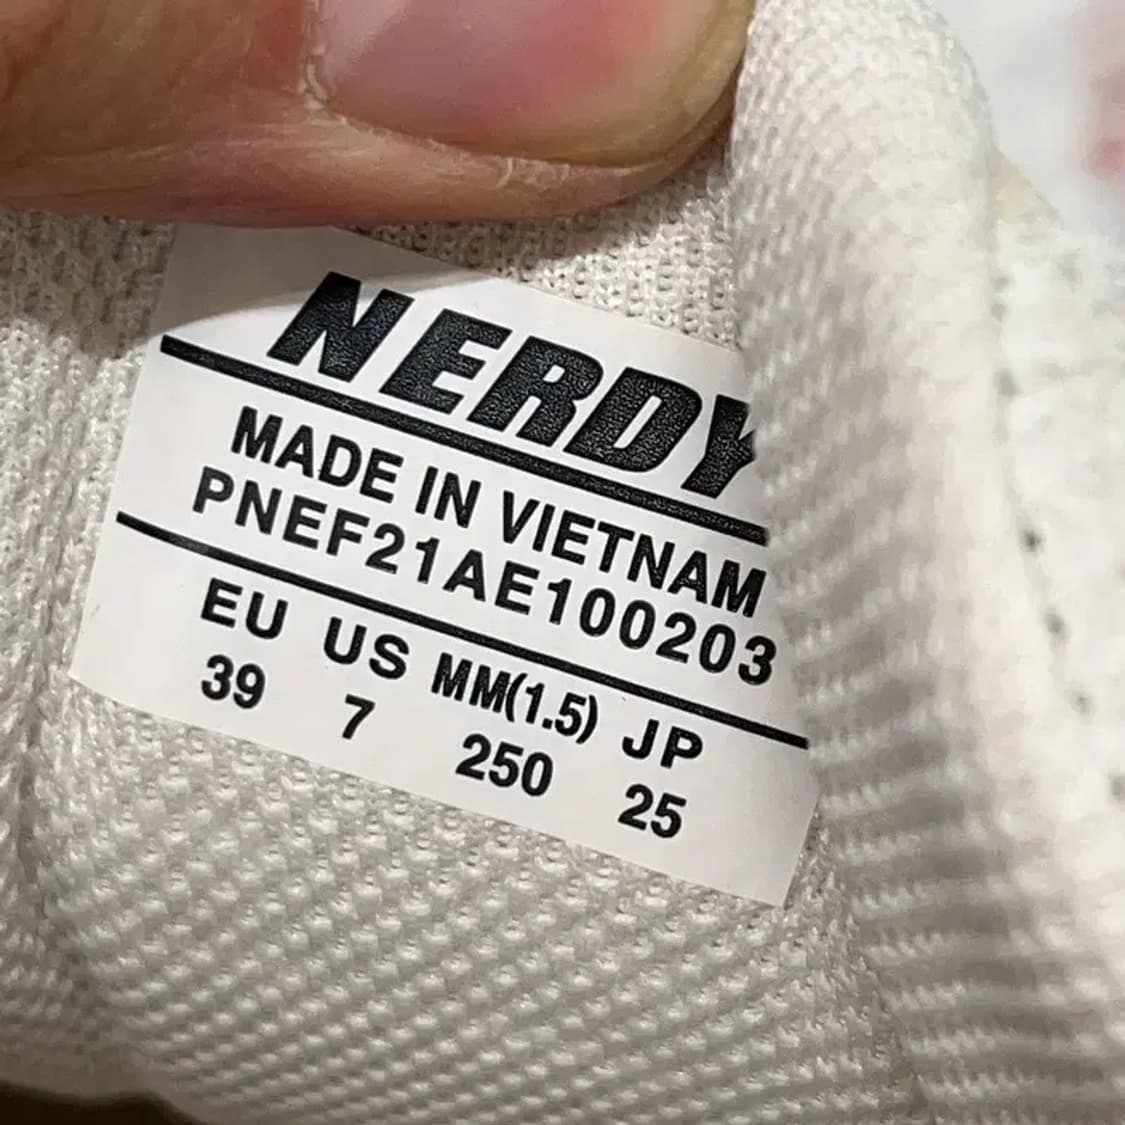 NERDY
MADE IN VIETNAM
PNEF21AE100203
EU US MM(1.5) JP
39 7 250 25